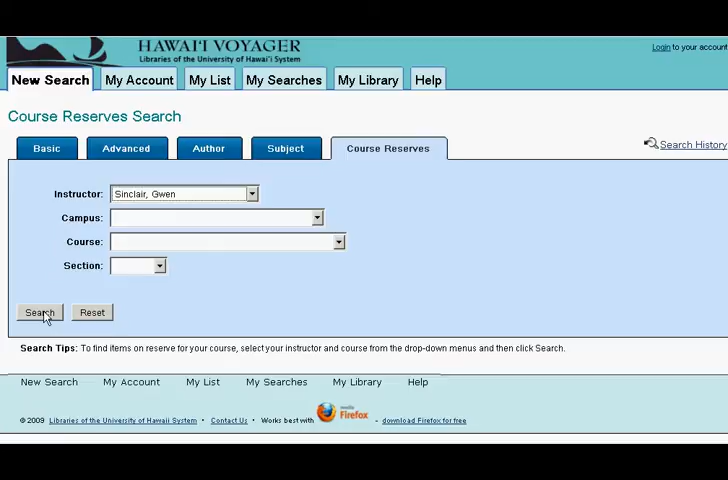 HAWAI'I VOYAGER
Libraries of the University of Hawai'i System
Login to your account
New Search My Account My List My Searches My Library Help
Course Reserves Search
Basic Advanced Author Subject Course Reserves
Search History
Instructor: Sinclair, Gwen
Campus:
Course:
Section:
Search Reset
Search Tips: To find items on reserve for your course, select your instructor and course from the drop-down menus and then click Search.
New Search My Account My List My Searches My Library Help
© 2009 Libraries of the University of Hawaii System • Contact Us • Works best with mozilla Firefox • download Firefox for free